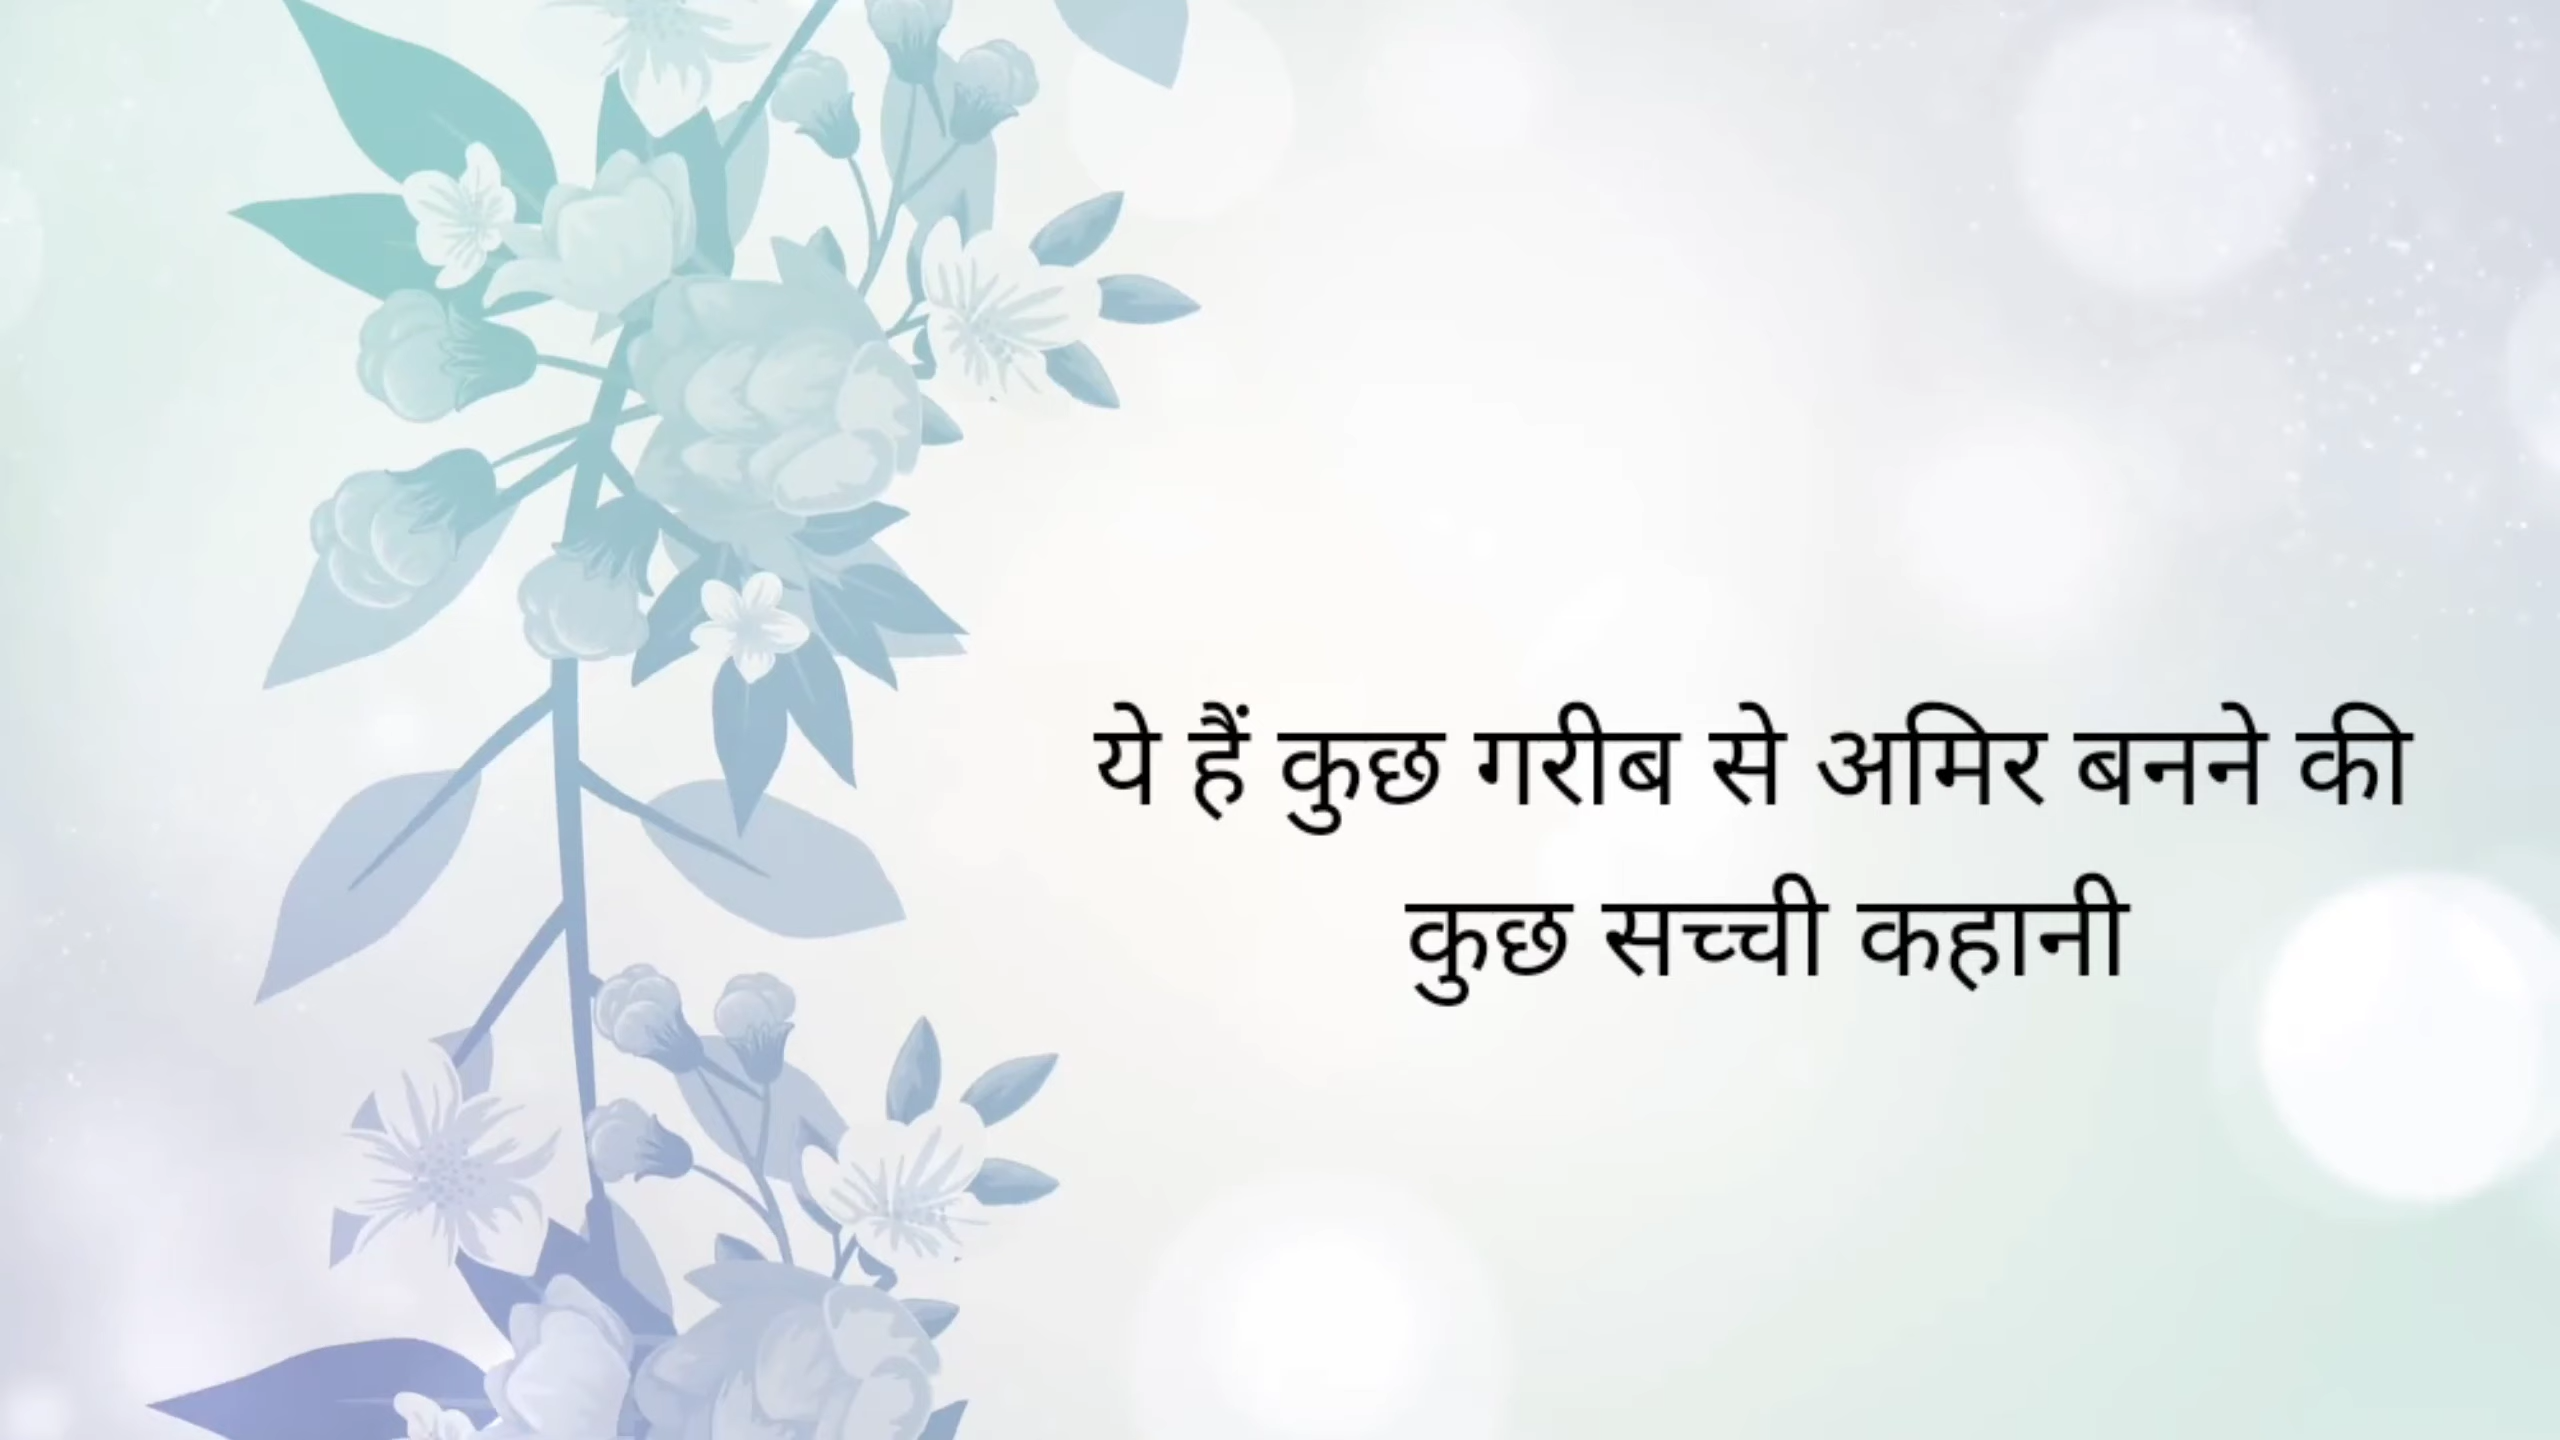 ये हैं कुछ गरीब से अमिर बनने की
कुछ सच्ची कहानी